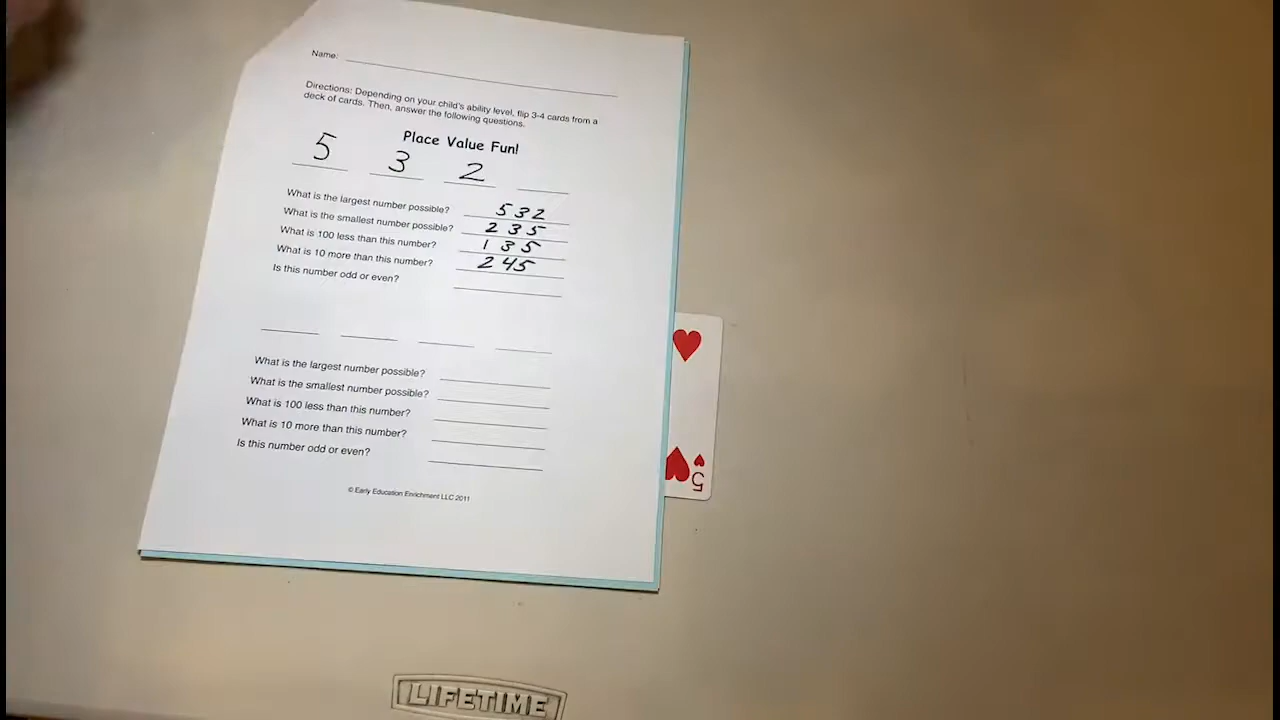 Name:
Directions: Depending on your child's ability level, flip 3-4 cards from a
deck of cards. Then, answer the following questions.
Place Value Fun!
5 3 2
What is the largest number possible? 532
What is the smallest number possible? 235
What is 100 less than this number? 135
What is 10 more than this number? 245
Is this number odd or even?
What is the largest number possible?
What is the smallest number possible?
What is 100 less than this number?
What is 10 more than this number?
Is this number odd or even?
© Early Education Enrichment LLC 2011
5
LIFETIME